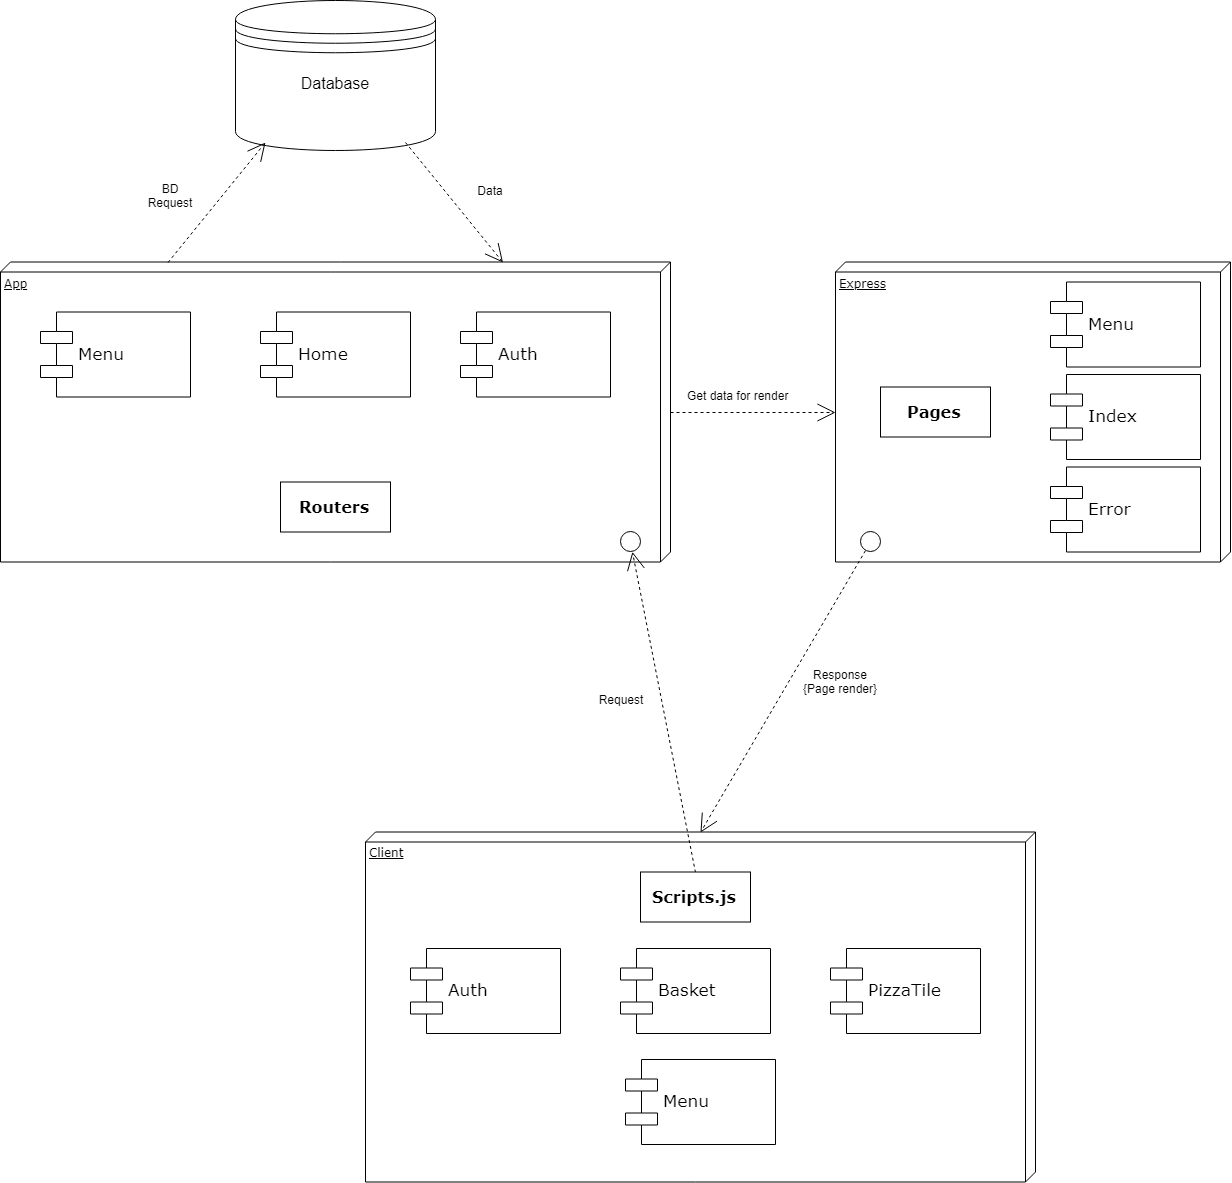 Database
BD
Request
Data
App
Menu
Home
Auth
Routers
Get data for render
Express
Pages
Menu
Index
Error
Request
Response
{Page render}
Client
Scripts.js
Auth
Basket
PizzaTile
Menu